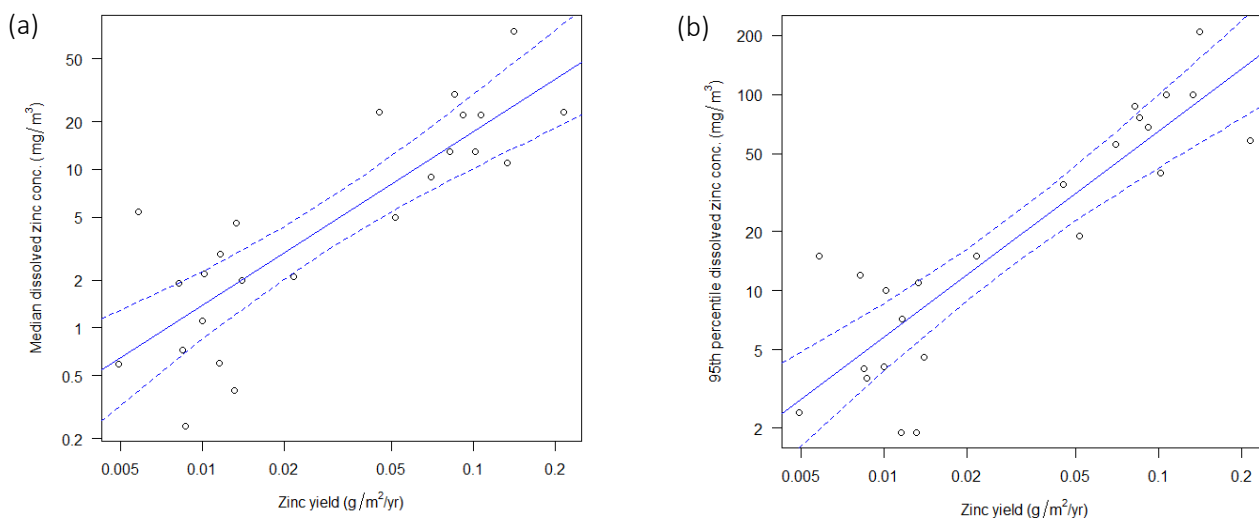 (a)
Median dissolved zinc conc. (mg/m³)
50
20
10
5
2
1
0.5
0.2
0.005 0.01 0.02 0.05 0.1 0.2
Zinc yield (g/m²/yr)
(b)
95th percentile dissolved zinc conc. (mg/m³)
200
100
50
20
10
5
2
0.005 0.01 0.02 0.05 0.1 0.2
Zinc yield (g/m²/yr)